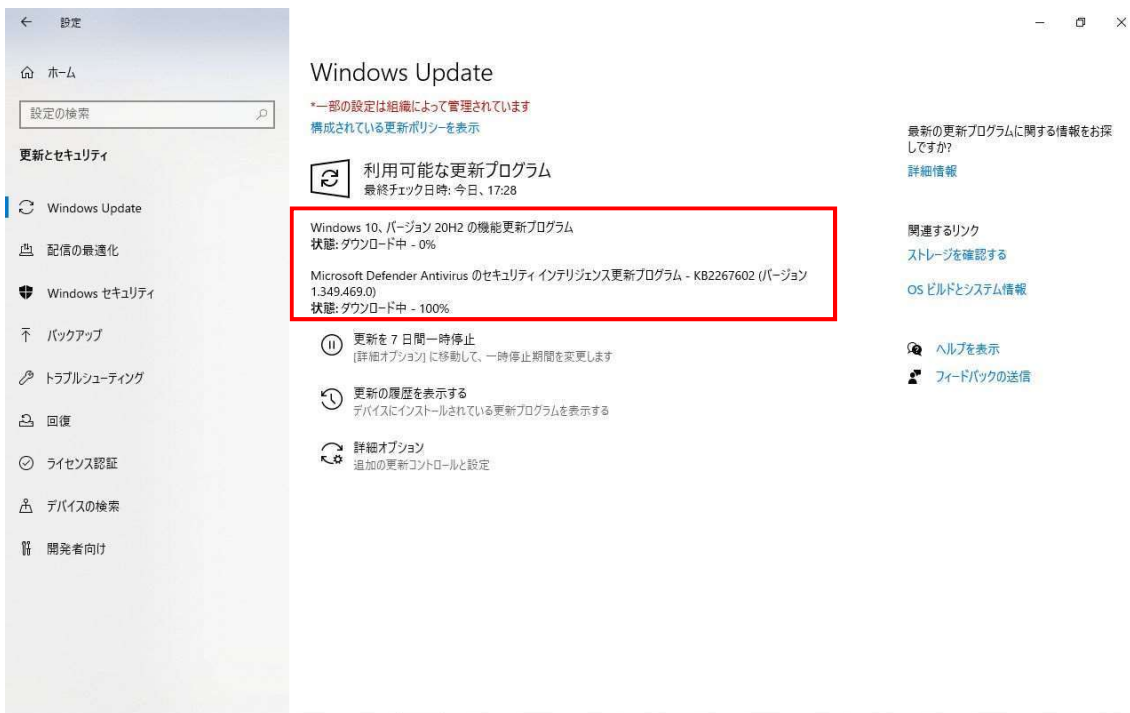 設定
ホーム
設定の検索
更新とセキュリティ
Windows Update
配信の最適化
Windows セキュリティ
バックアップ
トラブルシューティング
回復
ライセンス認証
デバイスの検索
開発者向け
Windows Update
*一部の設定は組織によって管理されています
構成されている更新ポリシーを表示
利用可能な更新プログラム
最終チェック日時: 今日、17:28
Windows 10、バージョン 20H2 の機能更新プログラム
状態: ダウンロード中 - 0%
Microsoft Defender Antivirus のセキュリティ インテリジェンス更新プログラム - KB2267602 (バージョン
1.349.469.0)
状態: ダウンロード中 - 100%
更新を 7 日間一時停止
[詳細オプション] に移動して、一時停止期間を変更します
更新の履歴を表示する
デバイスにインストールされている更新プログラムを表示する
詳細オプション
追加の更新コントロールと設定
最新の更新プログラムに関する情報をお探
しですか?
詳細情報
関連するリンク
ストレージを確認する
OS ビルドとシステム情報
ヘルプを表示
フィードバックの送信